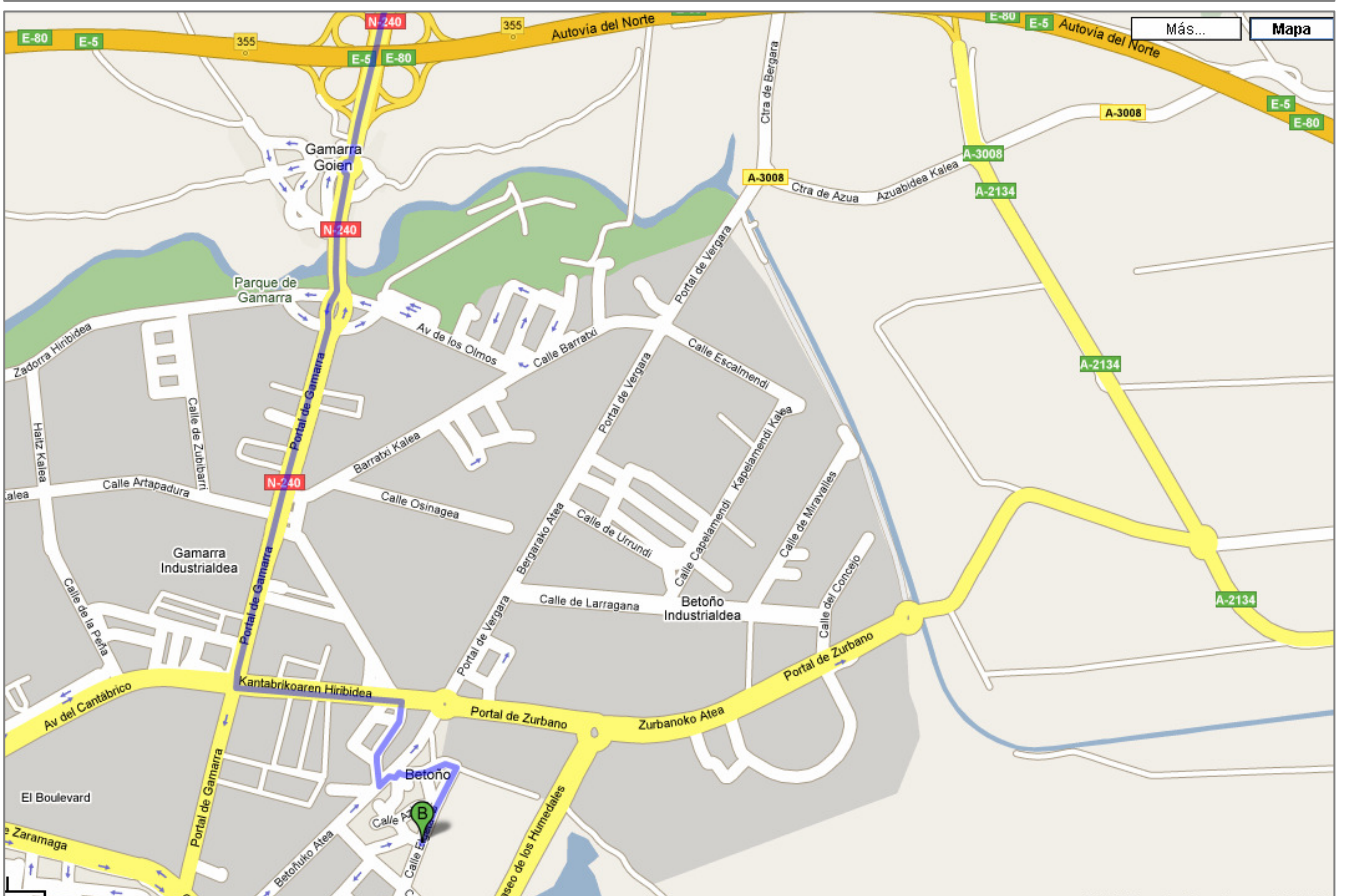 N-240
E-80
E-5
355
355
Autovía del Norte
E-5
E-80
E-80
E-5
Autovía del Norte
Más...
Mapa
E-5
E-80
A-3008
A-3008
A-2134
Ctra de Bergara
A-3008
Ctra de Azua
Azuabidea Kalea
Gamarra
Goien
N-240
Parque de
Gamarra
Portal de Vergara
Zadorra Hiribidea
Av de los Olmos
Calle Barratxi
Calle Escalmendi
A-2134
Portal de Gamarra
Portal de Vergara
Calle de Zubibarri
Haitz Kalea
Barratxi Kalea
Kapelamendi Kalea
N-240
Calle Artapadura
Calle Osinagea
Calle de Miravalles
Bergarako Atea
Calle de Urrundi
Calle Capelamendi
Gamarra
Industrialdea
Portal de Gamarra
Calle de la Peña
Calle de Larragana
Betoño
Industrialdea
Calle del Concejo
A-2134
Portal de Vergara
Portal de Zurbano
Kantabrikoaren Hiribidea
Av del Cantábrico
Portal de Zurbano
Zurbanoko Atea
Betoño
El Boulevard
Portal de Gamarra
B
Betoñuko Atea
Zaramaga